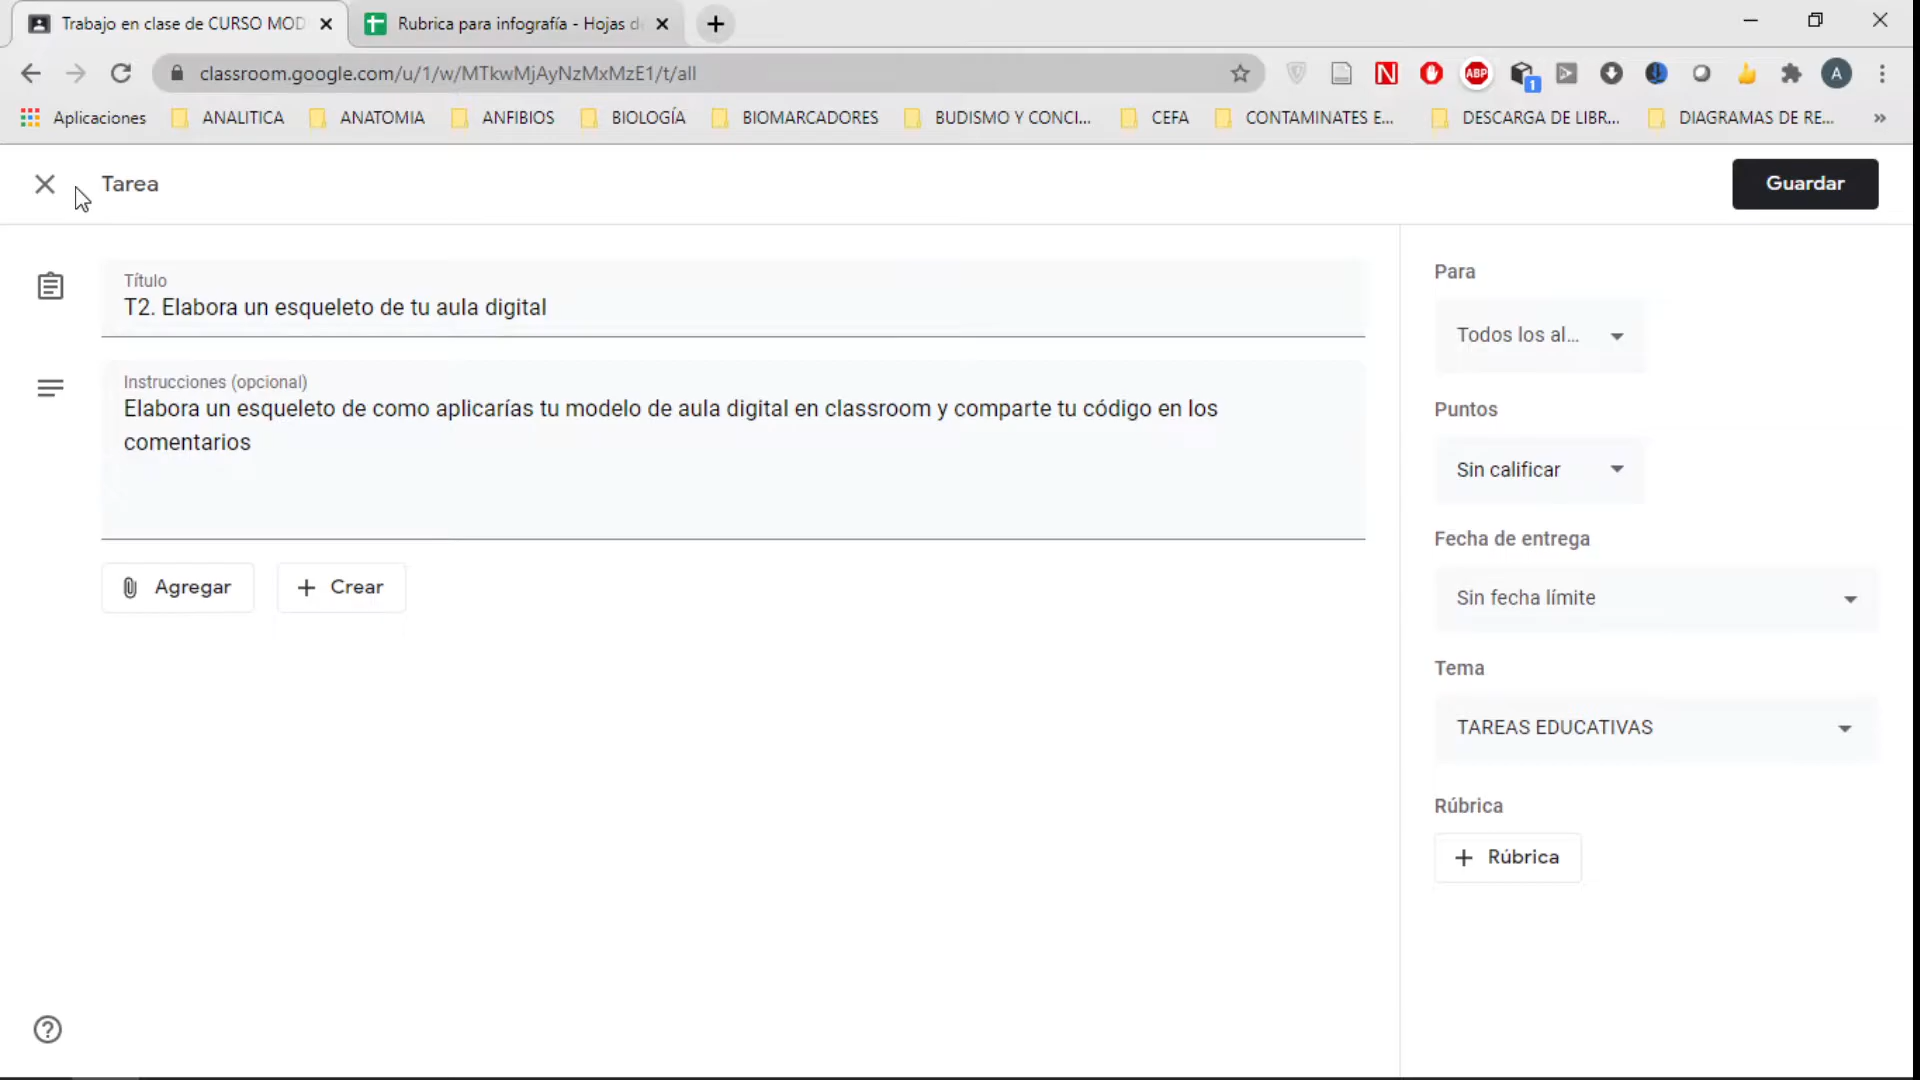 Trabajo en clase de CURSO MOD
Rubrica para infografía - Hojas d
classroom.google.com/u/1/w/MTkwMjAyNzMxMzE1/t/all
N
ABP
1
A
Aplicaciones
ANALITICA
ANATOMIA
ANFIBIOS
BIOLOGÍA
BIOMARCADORES
BUDISMO Y CONCI...
CEFA
CONTAMINATES E...
DESCARGA DE LIBR...
DIAGRAMAS DE RE...
»
Tarea
Guardar
Título
T2. Elabora un esqueleto de tu aula digital
Instrucciones (opcional)
Elabora un esqueleto de como aplicarías tu modelo de aula digital en classroom y comparte tu código en los
comentarios
Agregar
Crear
Para
Todos los al...
Puntos
Sin calificar
Fecha de entrega
Sin fecha límite
Tema
TAREAS EDUCATIVAS
Rúbrica
Rúbrica